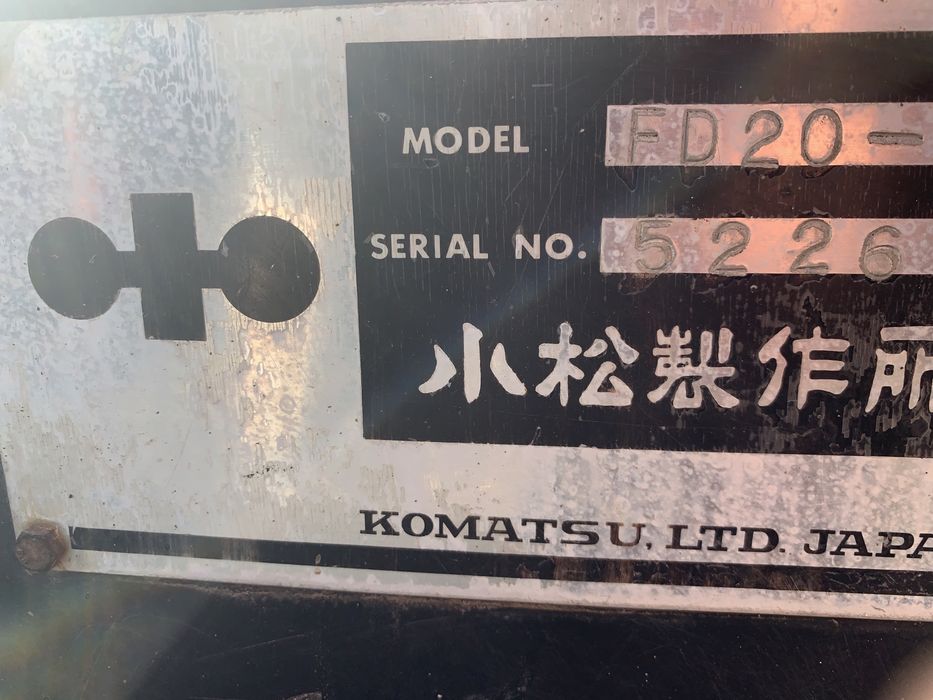 MODEL FD20-
SERIAL NO. 5226
小松製作所
KOMATSU, LTD. JAPA